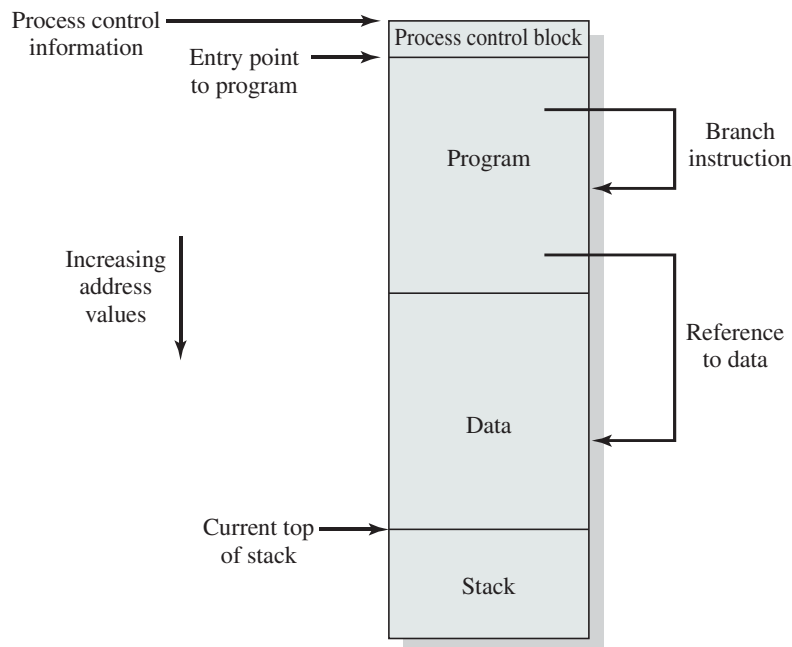 Process control
information
Process control block
Entry point
to program
Program
Branch
instruction
Increasing
address
values
Reference
to data
Data
Current top
of stack
Stack